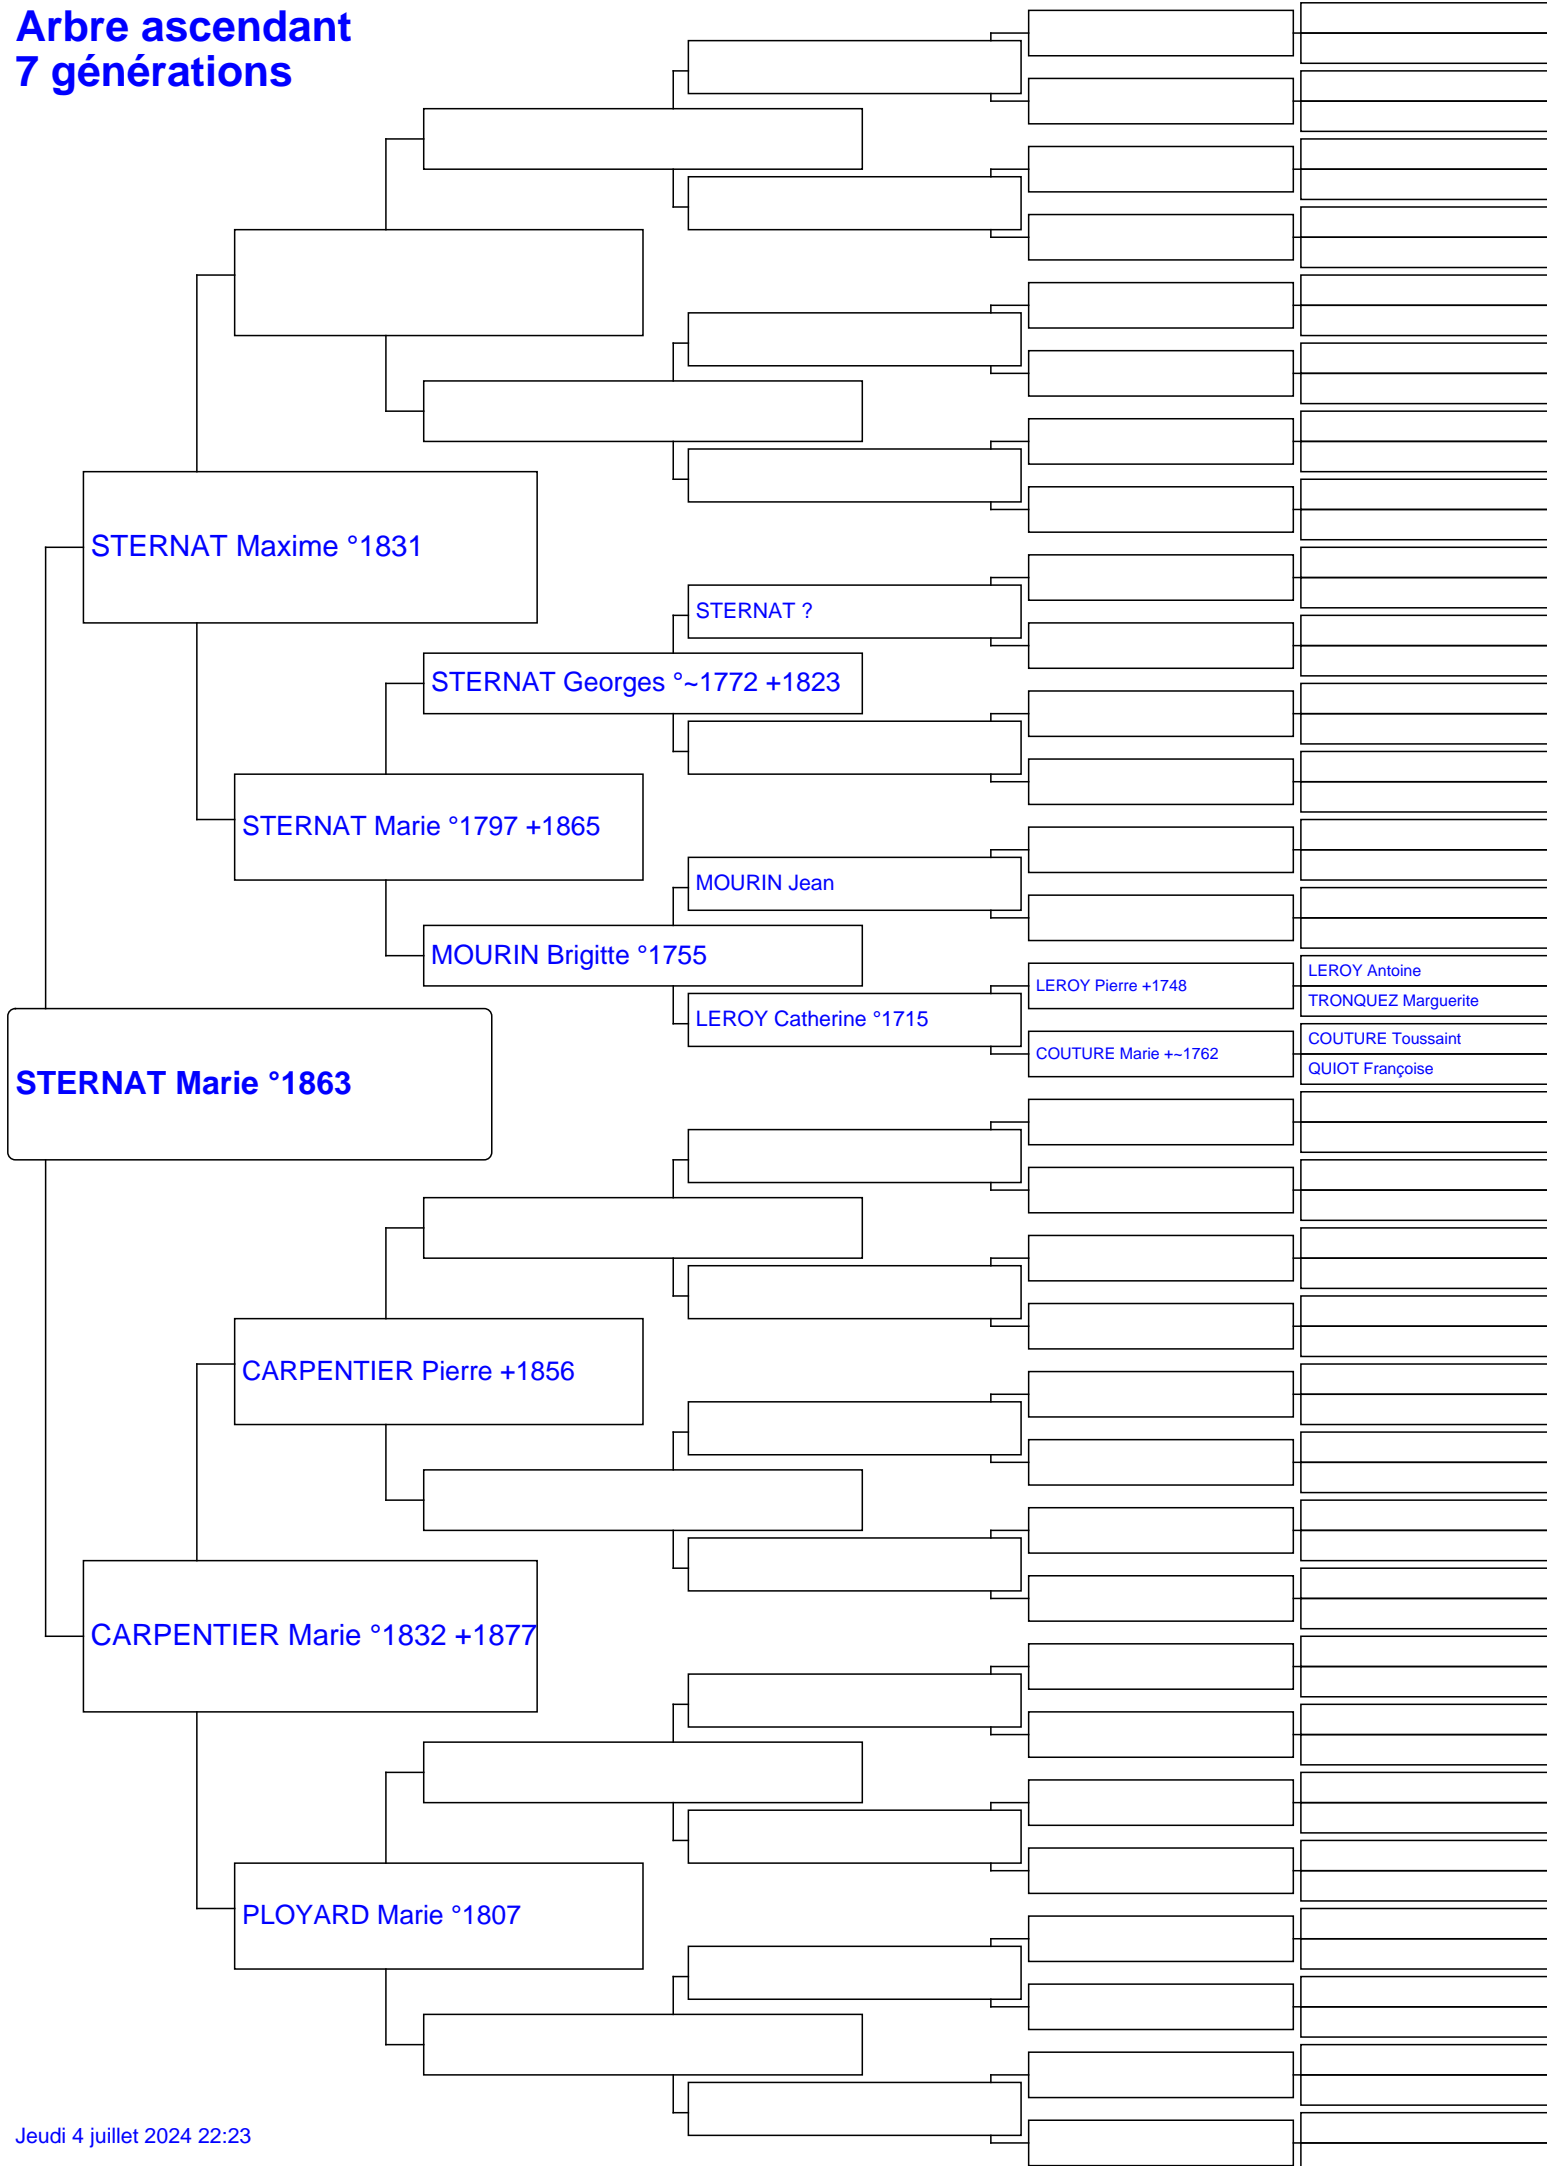 Arbre ascendant
7 générations
STERNAT Maxime °1831
STERNAT ?
STERNAT Georges °~1772 +1823
STERNAT Marie °1797 +1865
MOURIN Jean
MOURIN Brigitte °1755
LEROY Antoine
LEROY Pierre +1748
TRONQUEZ Marguerite
LEROY Catherine °1715
COUTURE Toussaint
COUTURE Marie +~1762
QUIOT Françoise
STERNAT Marie °1863
CARPENTIER Pierre +1856
CARPENTIER Marie °1832 +1877
PLOYARD Marie °1807
Jeudi 4 juillet 2024 22:23